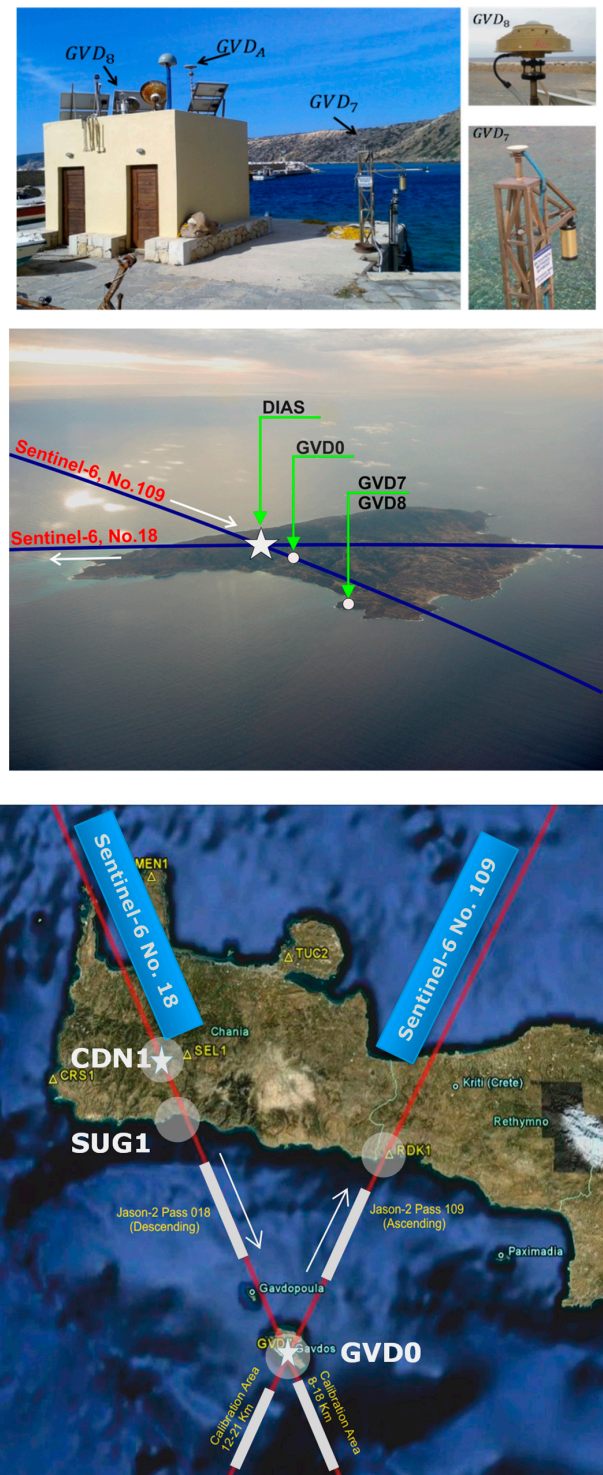 GVD8
GVDA
GVD7
GVD8
GVD7
DIAS
GVD0
GVD7
GVD8
Sentinel-6, No.109
Sentinel-6, No.18
Sentinel-6 No. 18
Sentinel-6 No. 109
MEN1
TUC2
Chania
CDN1
SEL1
CRS1
Kriti (Crete)
Rethymno
SUG1
RDK1
Jason-2 Pass 018
(Descending)
Jason-2 Pass 109
(Ascending)
Paximadia
Gavdopoula
Gavdos
GVD0
Calibration Area
12-21 Km
Calibration Area
8-18 Km